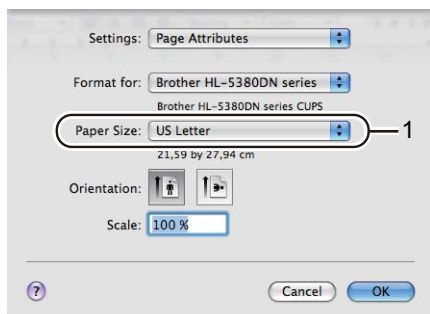 Settings: Page Attributes
Format for: Brother HL-5380DN series
Brother HL-5380DN series CUPS
Paper Size: US Letter 1
21,59 by 27,94 cm
Orientation:
Scale: 100 %
? Cancel OK